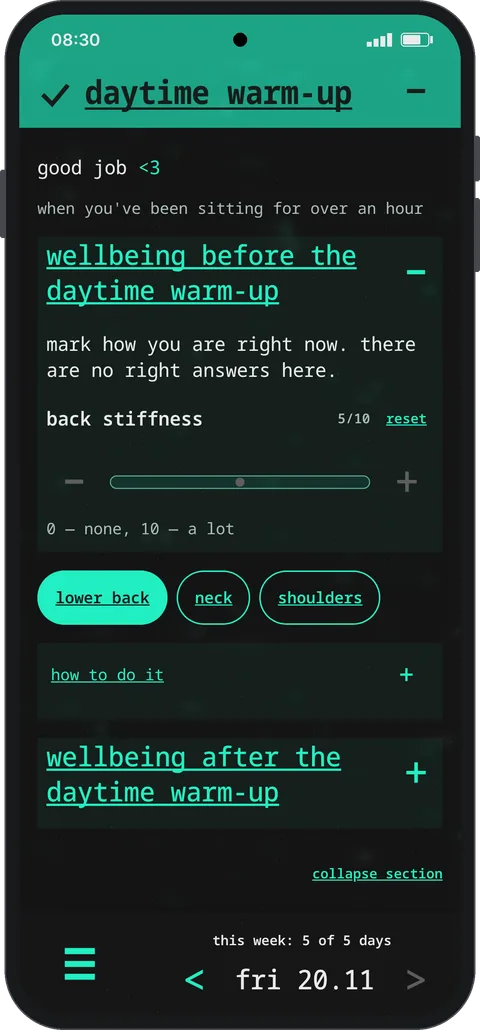 08:30
daytime warm-up −
good job <3
when you've been sitting for over an hour
wellbeing before the
daytime warm-up −
mark how you are right now. there
are no right answers here.
back stiffness 5/10 reset
− +
0 — none, 10 — a lot
lower back neck shoulders
how to do it +
wellbeing after the
daytime warm-up +
collapse section
this week: 5 of 5 days
< fri 20.11 >